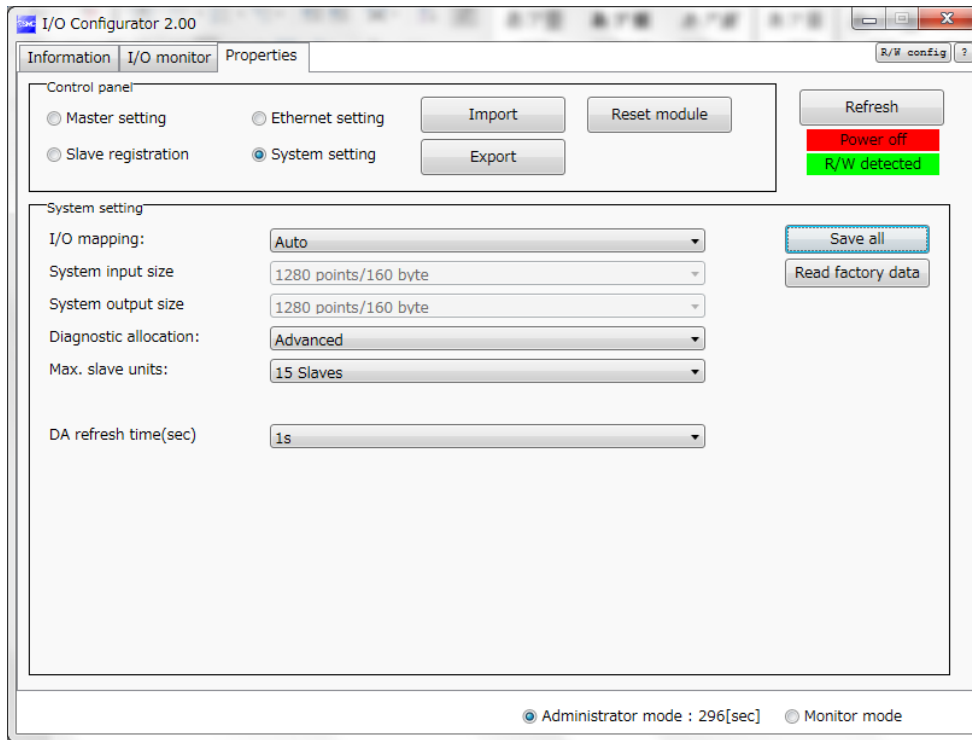 I/O Configurator 2.00
Information I/O monitor Properties
R/W config ?
Control panel
Master setting Ethernet setting Import Reset module Refresh
Power off
Slave registration System setting Export R/W detected
System setting
I/O mapping: Auto Save all
System input size 1280 points/160 byte Read factory data
System output size 1280 points/160 byte
Diagnostic allocation: Advanced
Max. slave units: 15 Slaves
DA refresh time(sec) 1s
Administrator mode : 296[sec] Monitor mode